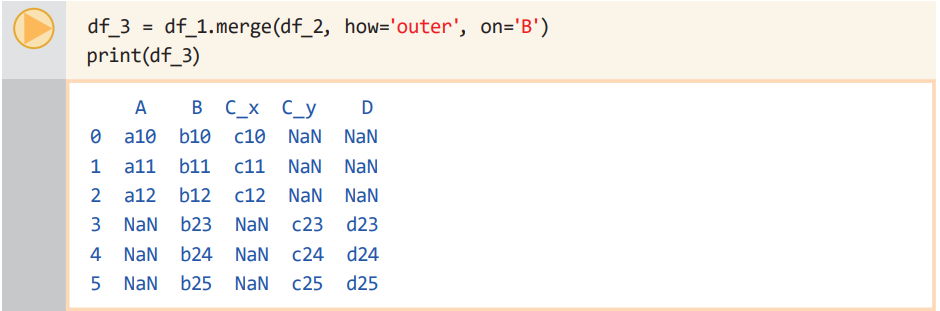 df_3 = df_1.merge(df_2, how='outer', on='B')
print(df_3)
A B C_x C_y D
0 a10 b10 c10 NaN NaN
1 a11 b11 c11 NaN NaN
2 a12 b12 c12 NaN NaN
3 NaN b23 NaN c23 d23
4 NaN b24 NaN c24 d24
5 NaN b25 NaN c25 d25